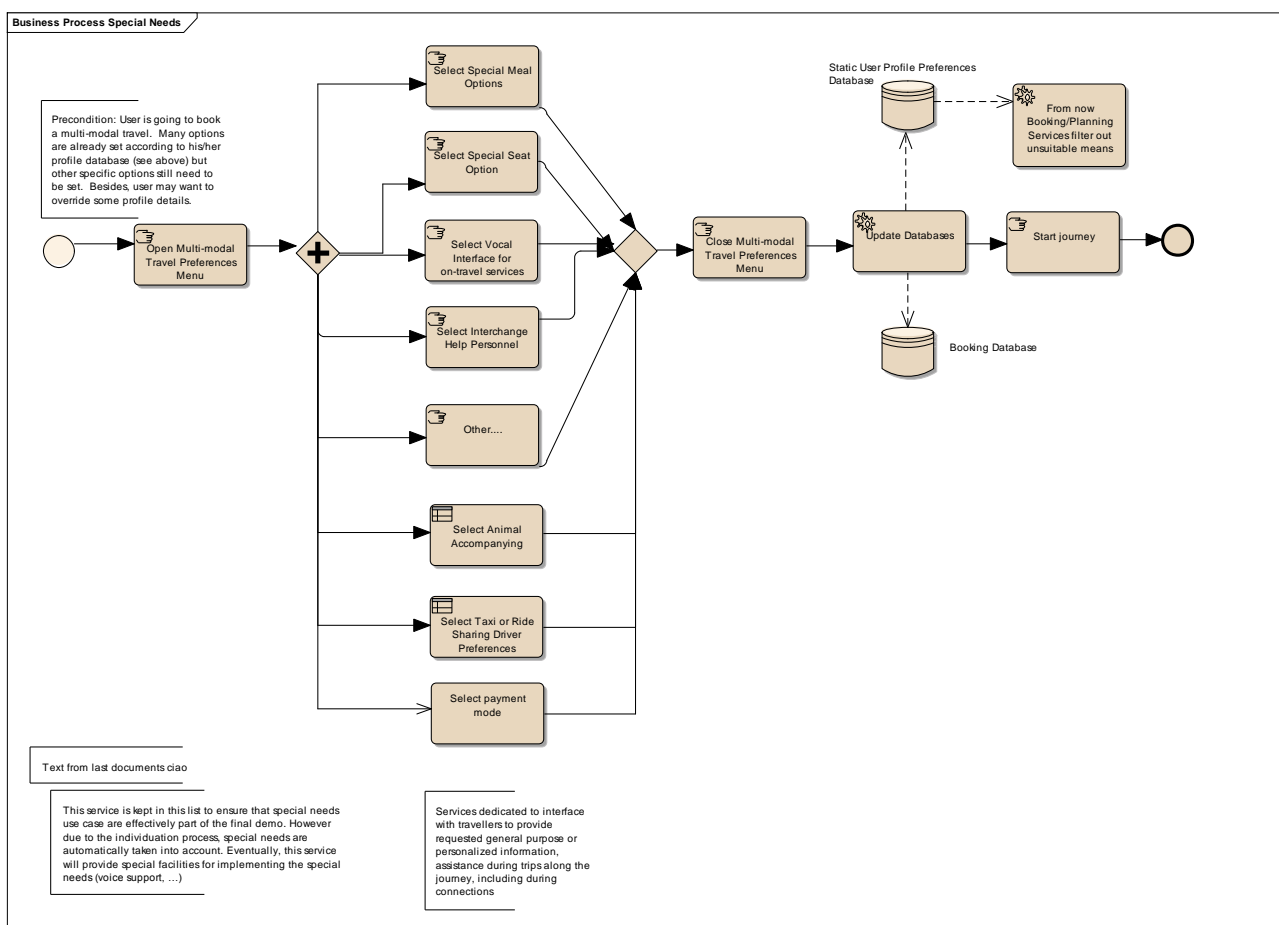 Business Process Special Needs
Precondition: User is going to book
a multi-modal travel.  Many options
are already set according to his/her
profile database (see above) but
other specific options still need to
be set.  Besides, user may want to
override some profile details.
Open Multi-modal
Travel Preferences
Menu
Select Special Meal
Options
Select Special Seat
Option
Select Vocal
Interface for
on-travel services
Select Interchange
Help Personnel
Other....
Select Animal
Accompanying
Select Taxi or Ride
Sharing Driver
Preferences
Select payment
mode
Close Multi-modal
Travel Preferences
Menu
Update Databases
Static User Profile Preferences
Database
From now
Booking/Planning
Services filter out
unsuitable means
Start journey
Booking Database
Text from last documents ciao
This service is kept in this list to ensure that special needs
use case are effectively part of the final demo. However
due to the individuation process, special needs are
automatically taken into account. Eventually, this service
will provide special facilities for implementing the special
needs (voice support, ...)
Services dedicated to interface
with travellers to provide
requested general purpose or
personalized information,
assistance during trips along the
journey, including during
connections